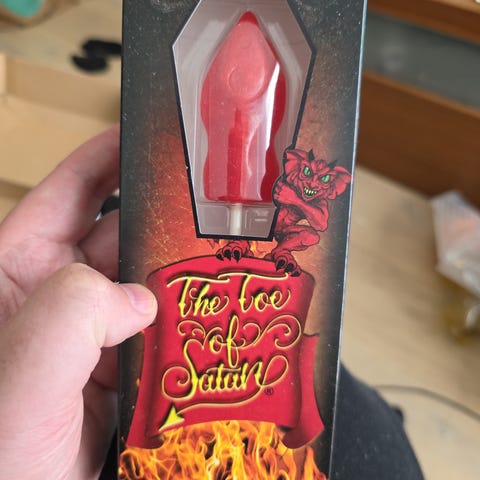 The Toe
of
Satan®